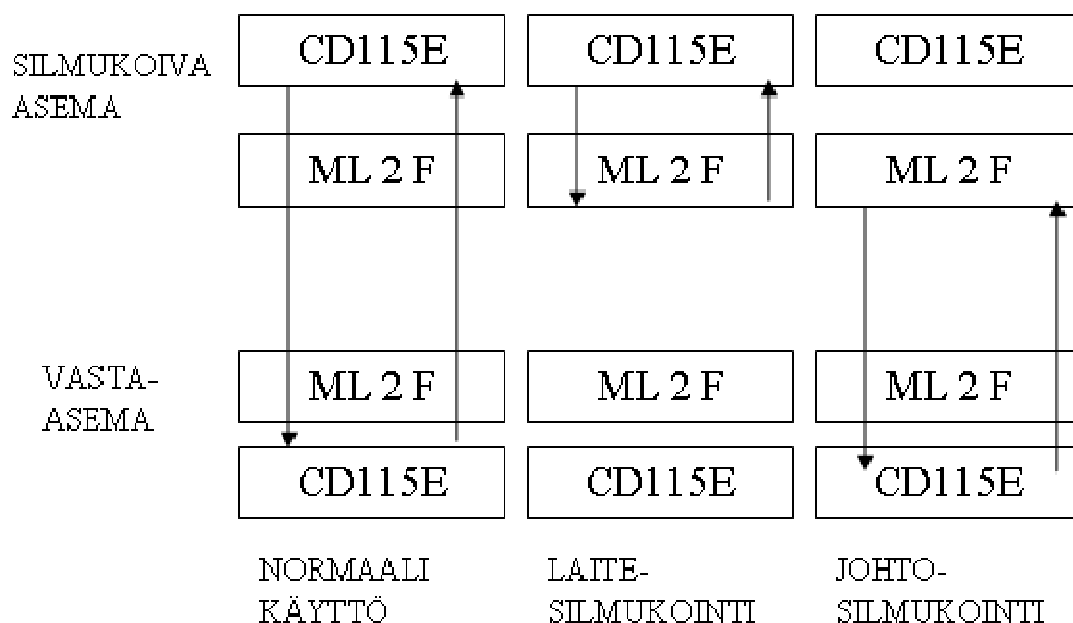 SILMUKOIVA
ASEMA
CD115E CD115E CD115E
ML 2 F ML 2 F ML 2 F
VASTA-
ASEMA
ML 2 F ML 2 F ML 2 F
CD115E CD115E CD115E
NORMAALI
KÄYTTÖ
LAITE-
SILMUKOINTI
JOHTO-
SILMUKOINTI